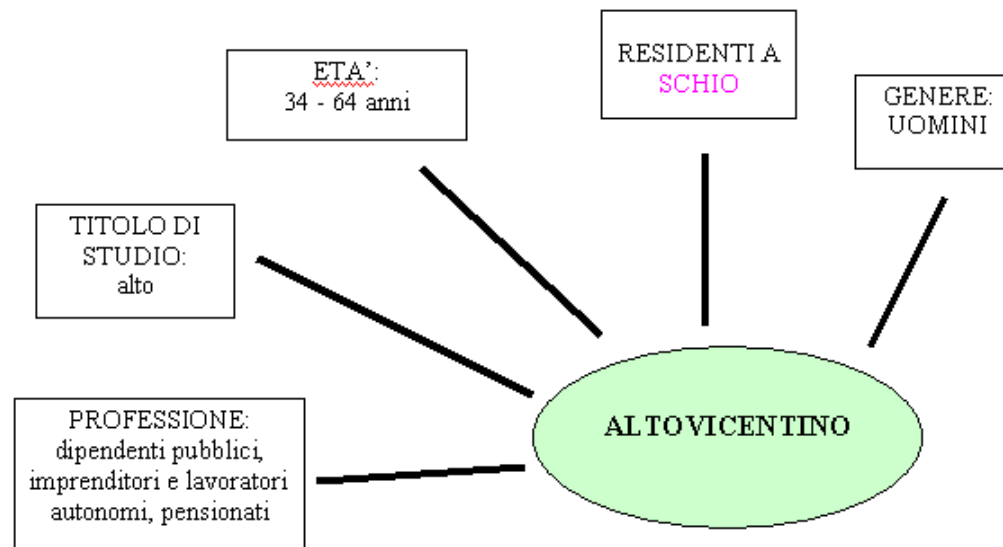 ETA’:
34 - 64 anni
RESIDENTI A
SCHIO
GENERE:
UOMINI
TITOLO DI
STUDIO:
alto
PROFESSIONE:
dipendenti pubblici,
imprenditori e lavoratori
autonomi, pensionati
ALTOVICENTINO